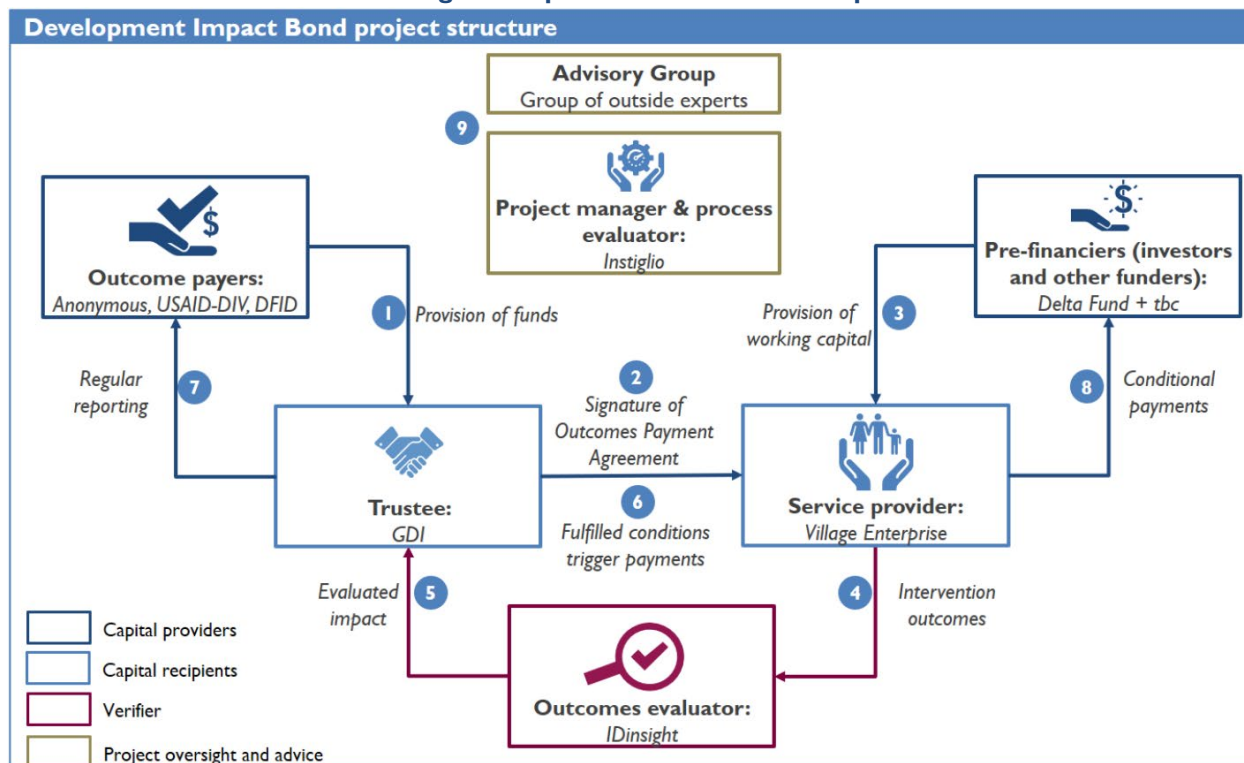 Development Impact Bond project structure
Advisory Group
Group of outside experts
9
Project manager & process
evaluator:
Instiglio
$
Outcome payers:
Anonymous, USAID-DIV, DFID
$
Pre-financiers (investors
and other funders):
Delta Fund + tbc
1
Provision of funds
Provision of
working capital
3
Regular
reporting
7
2
Signature of
Outcomes Payment
Agreement
8
Conditional
payments
Trustee:
GDI
6
Fulfilled conditions
trigger payments
Service provider:
Village Enterprise
Evaluated
impact
5
4
Intervention
outcomes
Outcomes evaluator:
IDinsight
Capital providers
Capital recipients
Verifier
Project oversight and advice